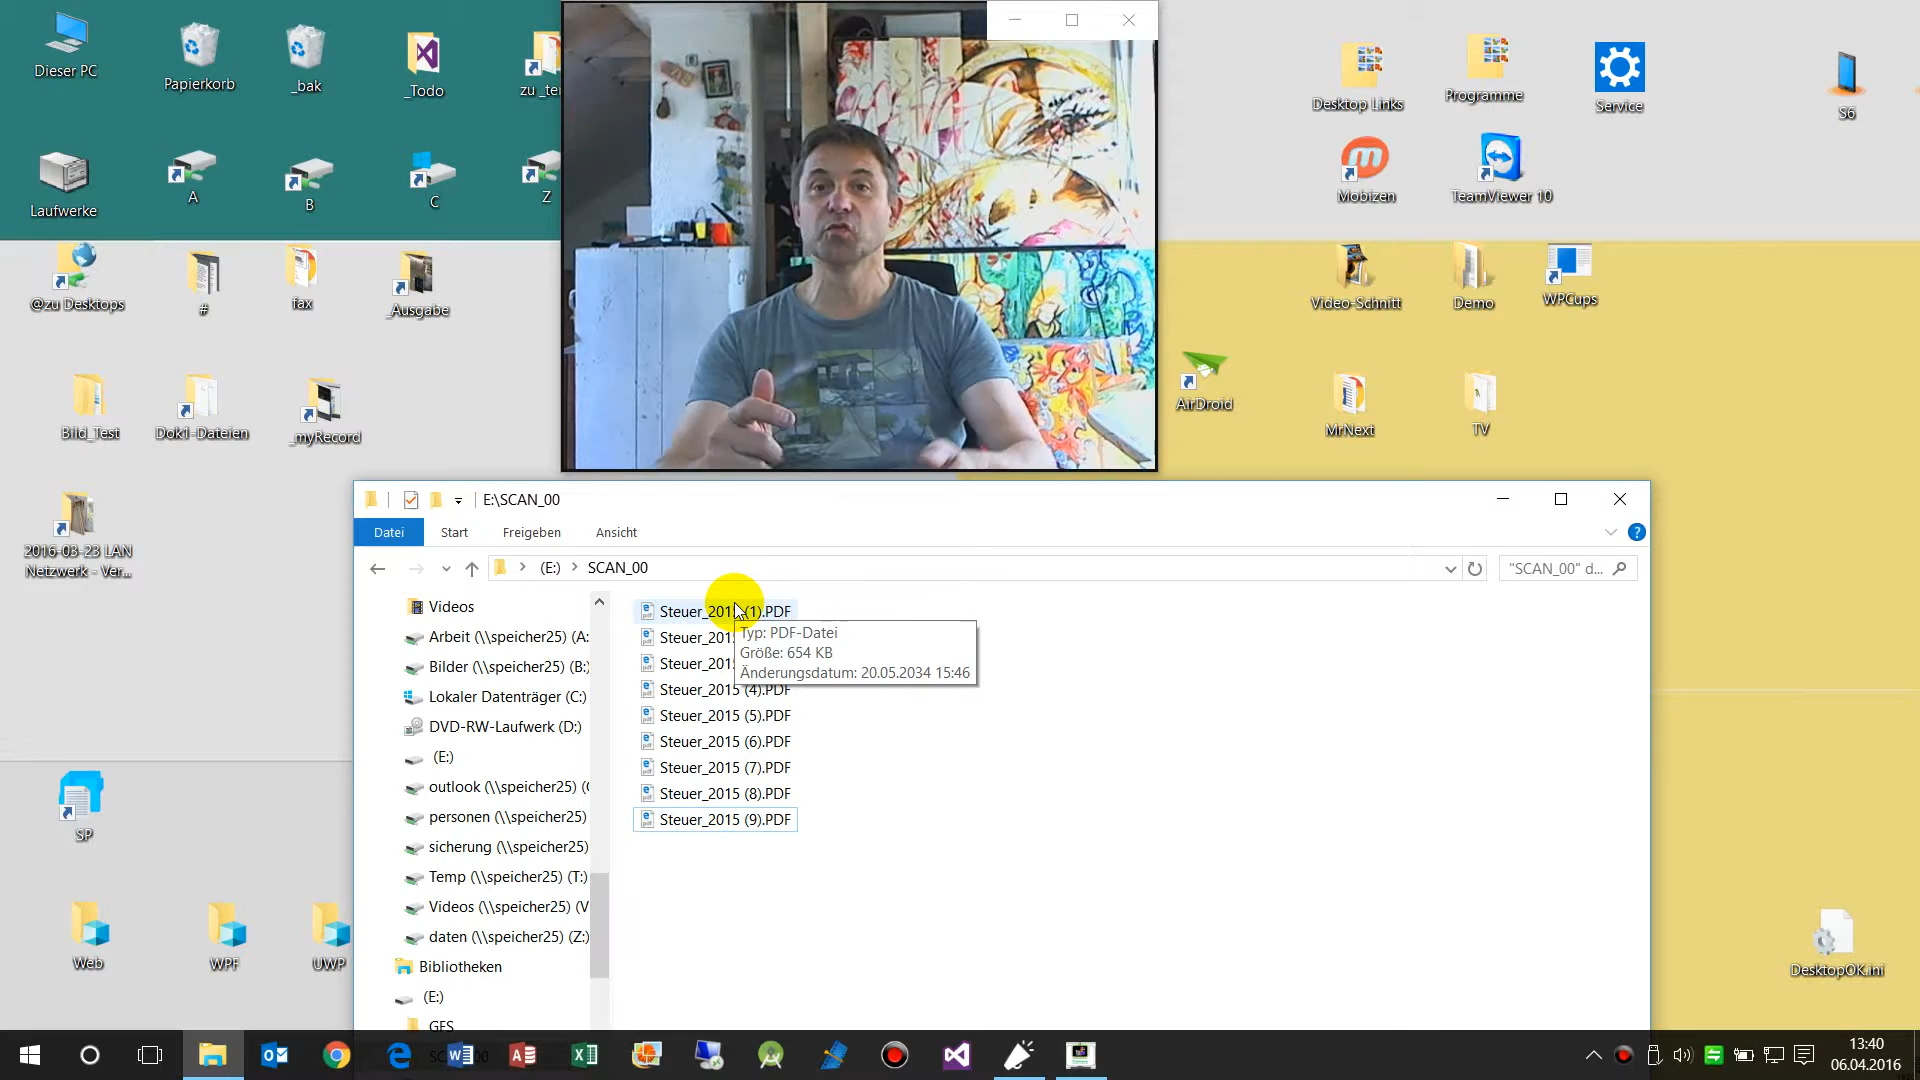 Dieser PC
Papierkorb
_bak
_Todo
zu _te
Desktop Links
Programme
Service
S6
Laufwerke
A
B
C
Z
Mobizen
TeamViewer 10
@zu Desktops
#
fax
_Ausgabe
Video-Schnitt
Demo
WPCups
Bild_Test
Dok1-Dateien
_myRecord
AirDroid
MrNext
TV
2016-03-23 LAN
Netzwerk - Ver...
E:\SCAN_00
Datei
Start
Freigeben
Ansicht
(E:)
SCAN_00
"SCAN_00" d...
Videos
Arbeit (\\speicher25) (A:
Bilder (\\speicher25) (B:)
Lokaler Datenträger (C:)
DVD-RW-Laufwerk (D:)
(E:)
outlook (\\speicher25) (
personen (\\speicher25)
sicherung (\\speicher25)
Temp (\\speicher25) (T:)
Videos (\\speicher25) (V
daten (\\speicher25) (Z:)
Bibliotheken
(E:)
GFS
Steuer_2015 (1).PDF
Steuer_2015
Steuer_2015
Steuer_2015 (4).PDF
Steuer_2015 (5).PDF
Steuer_2015 (6).PDF
Steuer_2015 (7).PDF
Steuer_2015 (8).PDF
Steuer_2015 (9).PDF
Typ: PDF-Datei
Größe: 654 KB
Änderungsdatum: 20.05.2034 15:46
SP
Web
WPF
UWP
DesktopOK.ini
13:40
06.04.2016